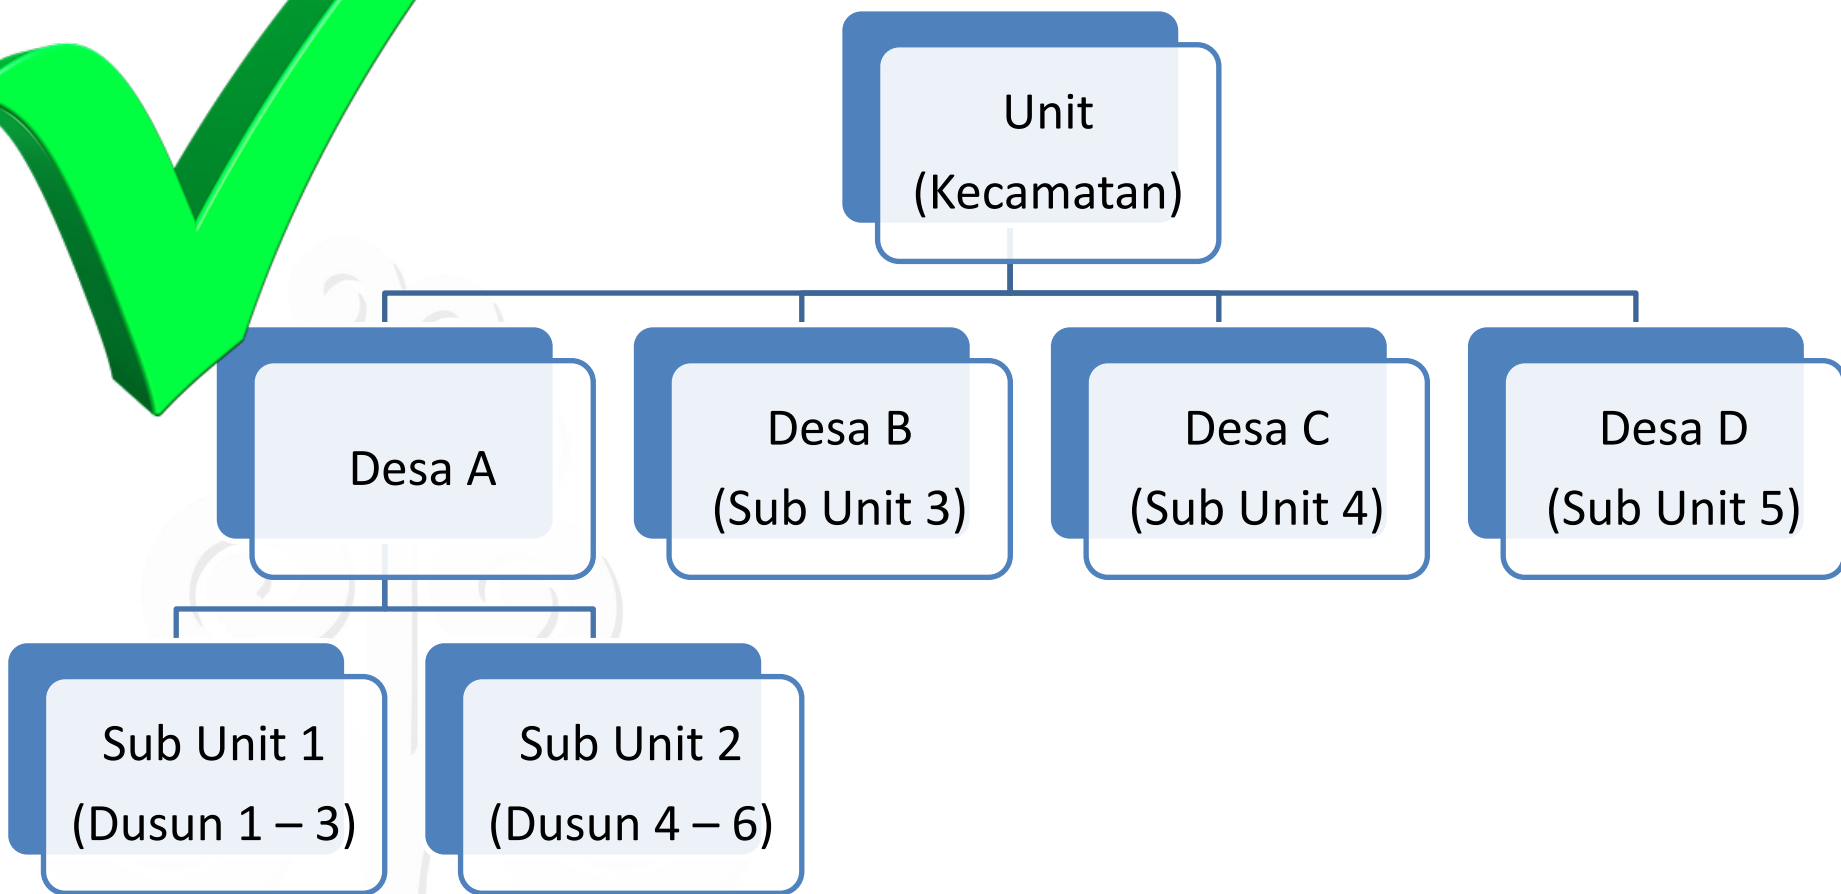 Unit
(Kecamatan)
Desa A
Desa B
(Sub Unit 3)
Desa C
(Sub Unit 4)
Desa D
(Sub Unit 5)
Sub Unit 1
(Dusun 1 – 3)
Sub Unit 2
(Dusun 4 – 6)